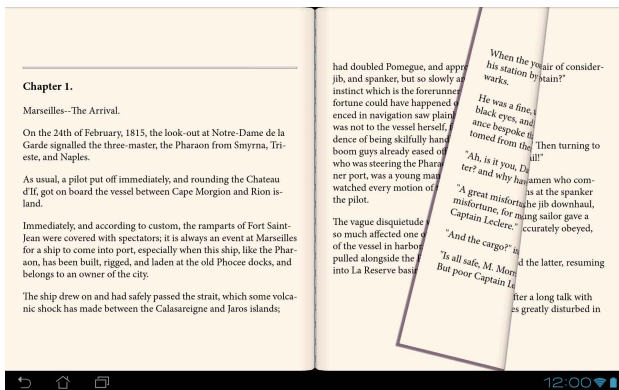 Chapter 1.
Marseilles--The Arrival.
On the 24th of February, 1815, the look-out at Notre-Dame de la
Garde signalled the three-master, the Pharaon from Smyrna, Tri-
este, and Naples.
As usual, a pilot put off immediately, and rounding the Chateau
d'If, got on board the vessel between Cape Morgion and Rion is-
land.
Immediately, and according to custom, the ramparts of Fort Saint-
Jean were covered with spectators; it is always an event at Marseilles
for a ship to come into port, especially when this ship, like the Phar-
aon, has been built, rigged, and laden at the old Phocee docks, and
belongs to an owner of the city.
The ship drew on and had safely passed the strait, which some volca-
nic shock has made between the Calasareigne and Jaros islands;
had doubled Pomegue, and
jib, and spanker, but so slowly
instinct which is the forerunner
fortune could have happened
enced in navigation saw
was not to the vessel herself,
dence of being skilfully
boom guys already eased
who was steering the
ner port, was a young
watched every motion of
the pilot.
The vague disquietude
so much affected one
of the vessel in harbor
pulled alongside the
into La Reserve
When the
his station by
warks.
He was a fine,
black eyes, and
ance bespoke
tomed from the
"Ah, is it you,
ter? and why
"A great
misfortune, for
Captain Leclere."
"And the cargo?"
"Is all safe, M.
But poor Captain
air of consider-
Then turning to
who com-
at the spanker
the jib downhaul,
sailor gave a
obeyed,
the latter, resuming
after a long talk with
greatly disturbed in
12:00